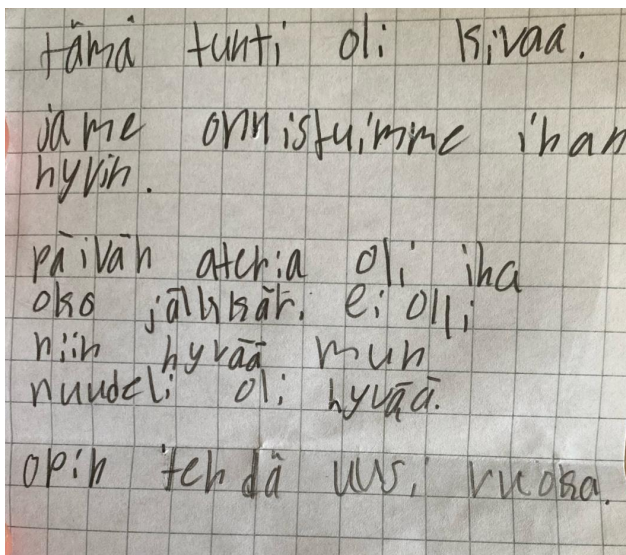 tämä tunti oli kivaa.
ja me onnistuimme ihan
hyvin.
päivän ateria oli iha
oko jälkkäri ei olli
niin hyvää mun
nuudeli oli hyvää.
opin tehdä uusi ruoka.